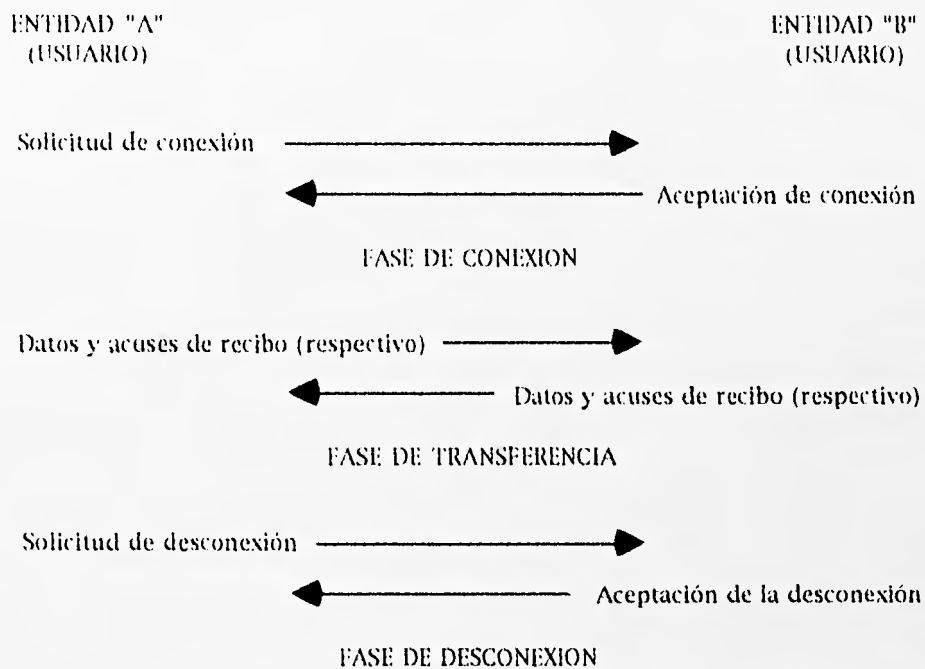 ENTIDAD "A"
(USUARIO)
ENTIDAD "B"
(USUARIO)
Solicitud de conexión
Aceptación de conexión
FASE DE CONEXION
Datos y acuses de recibo (respectivo)
Datos y acuses de recibo (respectivo)
FASE DE TRANSFERENCIA
Solicitud de desconexión
Aceptación de la desconexión
FASE DE DESCONEXION